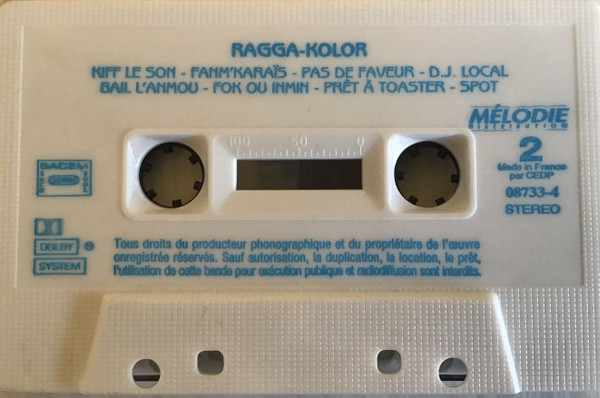 RAGGA-KOLOR
KIFF LE SON - FANM'KARAÏS - PAS DE FAVEUR - D.J. LOCAL
BAIL L'ANMOU - FOK OU INMIN - PRÊT À TOASTER - SPOT
MÉLODIE
DISTRIBUTION
100 50 0
2
SACEM
Made in France
par CEDP
08733-4
STEREO
DOLBY
SYSTEM
Tous droits du producteur phonographique et du propriétaire de l'œuvre
enregistrée réservés. Sauf autorisation, la duplication, la location, le prêt,
l'utilisation de cette bande pour exécution publique et radiodiffusion sont interdits.